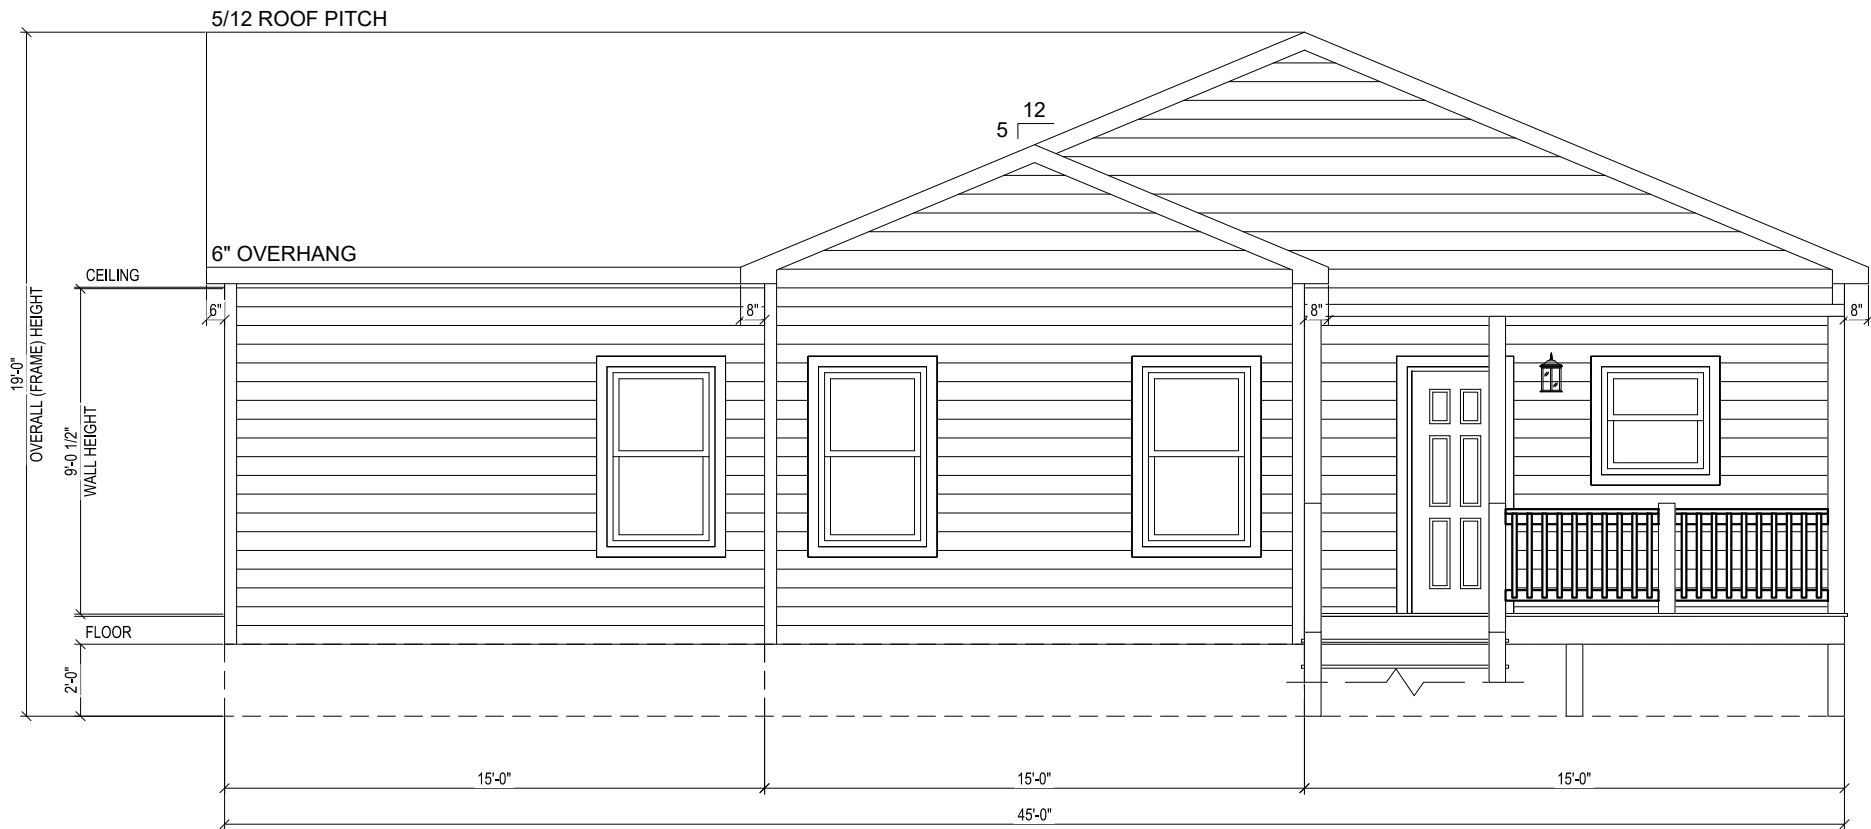 5/12 ROOF PITCH
12
5
6" OVERHANG
CEILING
6"
8"
8"
8"
19'-0"
OVERALL (FRAME) HEIGHT
9'-0 1/2"
WALL HEIGHT
FLOOR
2'-0"
15'-0"
15'-0"
15'-0"
45'-0"